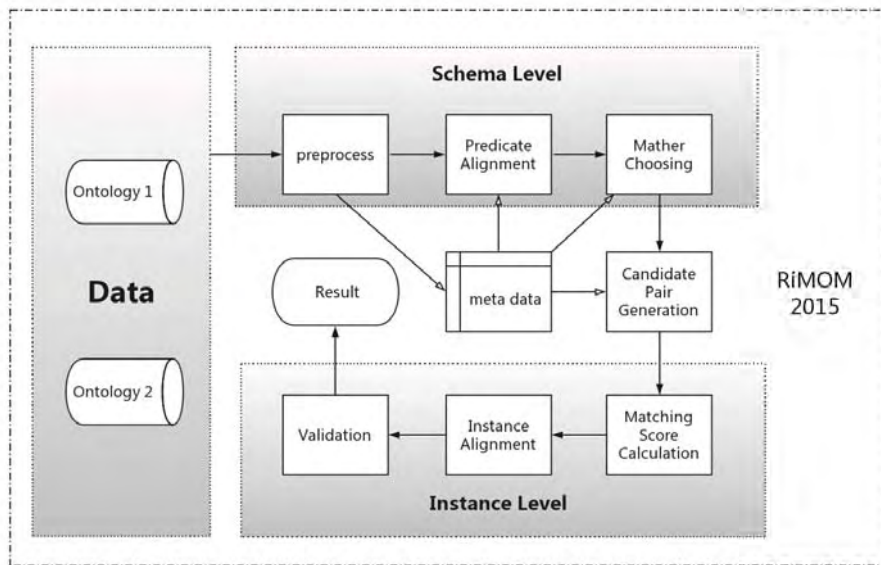 Schema Level
preprocess
Predicate
Alignment
Mather
Choosing
Ontology 1
Data
Ontology 2
Result
meta data
Candidate
Pair
Generation
RiMOM
2015
Validation
Instance
Alignment
Matching
Score
Calculation
Instance Level